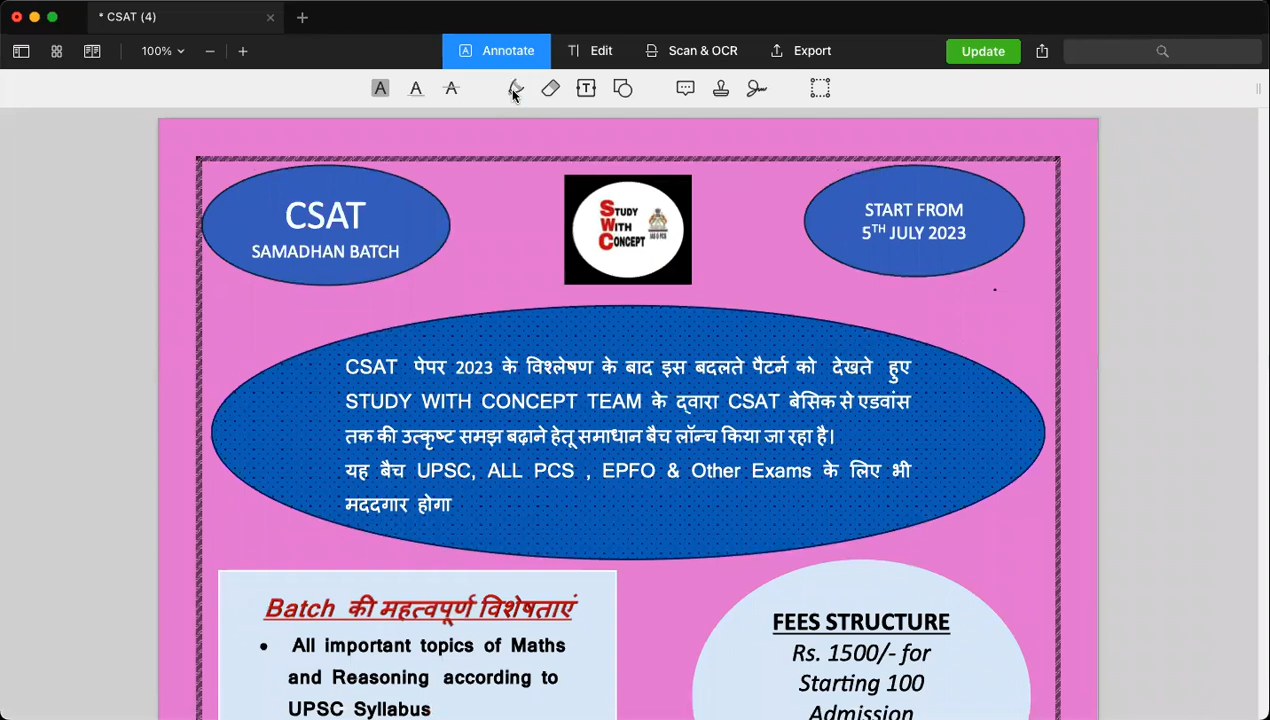 * CSAT (4)
100%
Annotate
Edit
Scan & OCR
Export
Update
CSAT
SAMADHAN BATCH
STUDY
WITH
CONCEPT
START FROM
5TH JULY 2023
CSAT पेपर 2023 के विश्लेषण के बाद इस बदलते पैटर्न को देखते हुए
STUDY WITH CONCEPT TEAM के द्वारा CSAT बेसिक से एडवांस
तक की उत्कृष्ट समझ बढ़ाने हेतू समाधान बैच लॉन्च किया जा रहा है।
यह बैच UPSC, ALL PCS , EPFO & Other Exams के लिए भी
मददगार होगा
Batch की महत्वपूर्ण विशेषताएं
• All important topics of Maths
and Reasoning according to
UPSC Syllabus
FEES STRUCTURE
Rs. 1500/- for
Starting 100
Admission